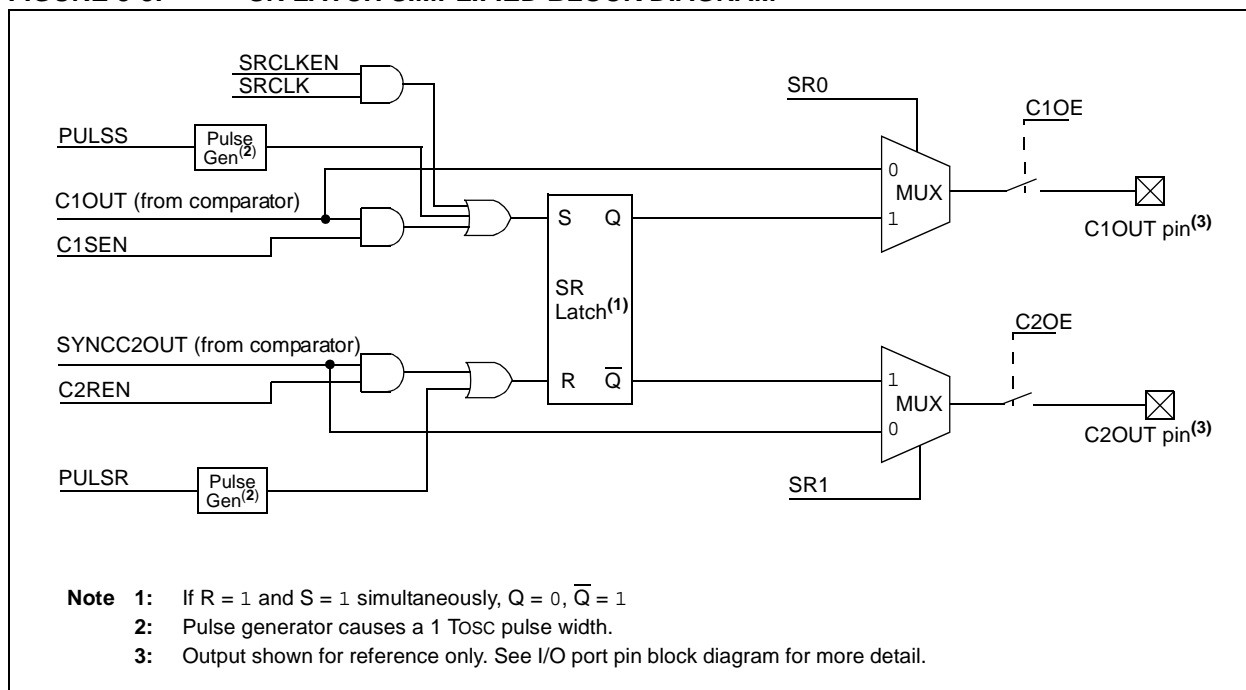 SRCLKEN
SRCLK
SR0
C1OE
PULSS
Pulse
Gen(2)
0
MUX
1
C1OUT (from comparator)
C1SEN
S Q
C1OUT pin(3)
SR
Latch(1)
C2OE
SYNCC2OUT (from comparator)
C2REN
R Q̅
1
MUX
0
C2OUT pin(3)
PULSR
Pulse
Gen(2)
SR1
Note 1: If R = 1 and S = 1 simultaneously, Q = 0, Q̅ = 1
2: Pulse generator causes a 1 TOSC pulse width.
3: Output shown for reference only. See I/O port pin block diagram for more detail.